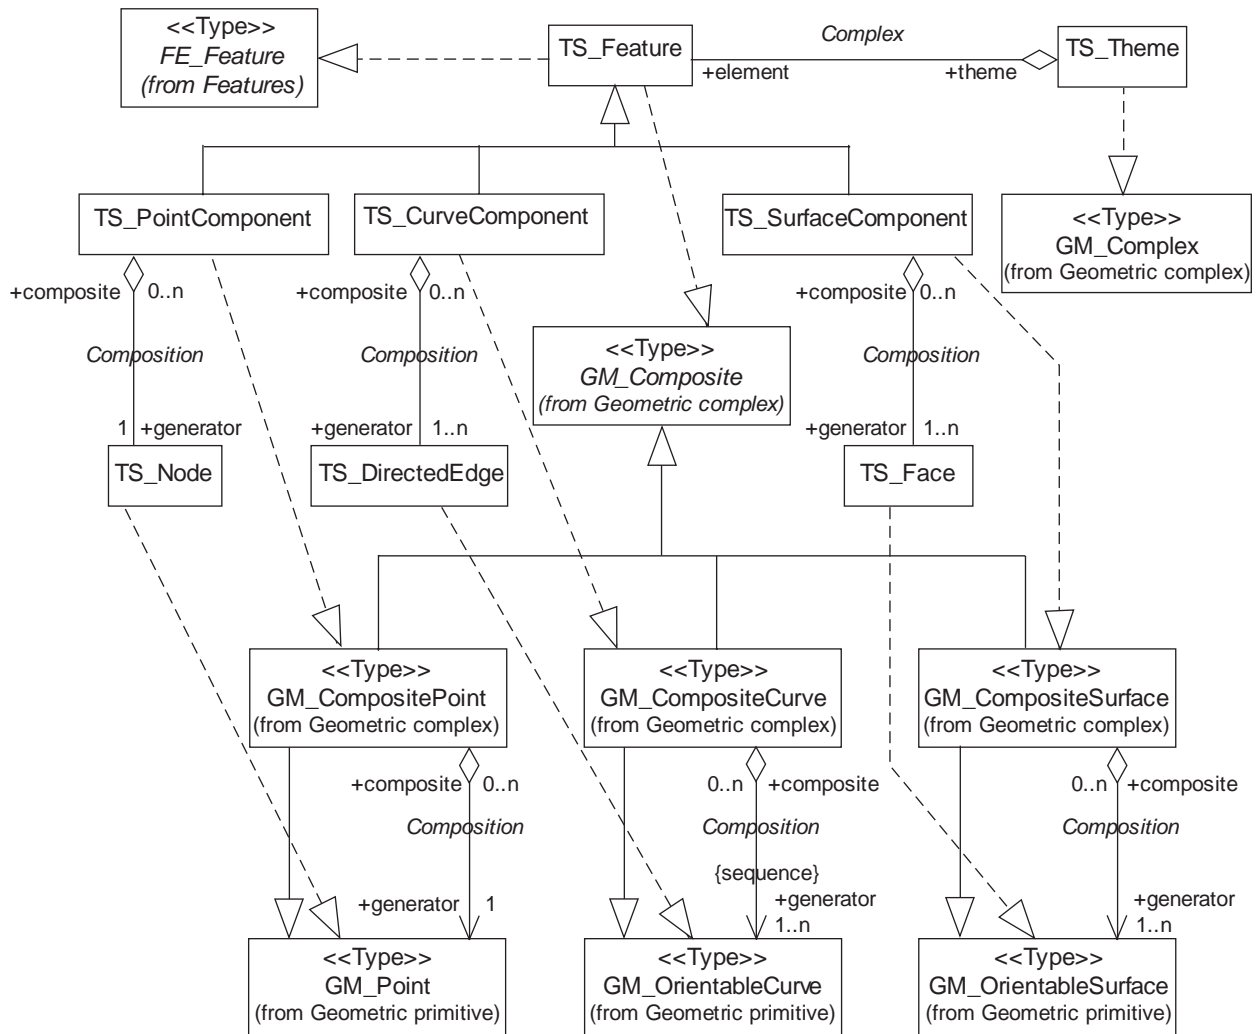 <<Type>>
FE_Feature
(from Features)
TS_Feature
Complex
+element
+theme
TS_Theme
TS_PointComponent
TS_CurveComponent
TS_SurfaceComponent
<<Type>>
GM_Complex
(from Geometric complex)
+composite
0..n
+composite
0..n
+composite
0..n
Composition
Composition
Composition
<<Type>>
GM_Composite
(from Geometric complex)
1
+generator
+generator
1..n
+generator
1..n
TS_Node
TS_DirectedEdge
TS_Face
<<Type>>
GM_CompositePoint
(from Geometric complex)
<<Type>>
GM_CompositeCurve
(from Geometric complex)
<<Type>>
GM_CompositeSurface
(from Geometric complex)
+composite
0..n
0..n
+composite
0..n
+composite
Composition
Composition
Composition
{sequence}
+generator
1
+generator
1..n
+generator
1..n
<<Type>>
GM_Point
(from Geometric primitive)
<<Type>>
GM_OrientableCurve
(from Geometric primitive)
<<Type>>
GM_OrientableSurface
(from Geometric primitive)